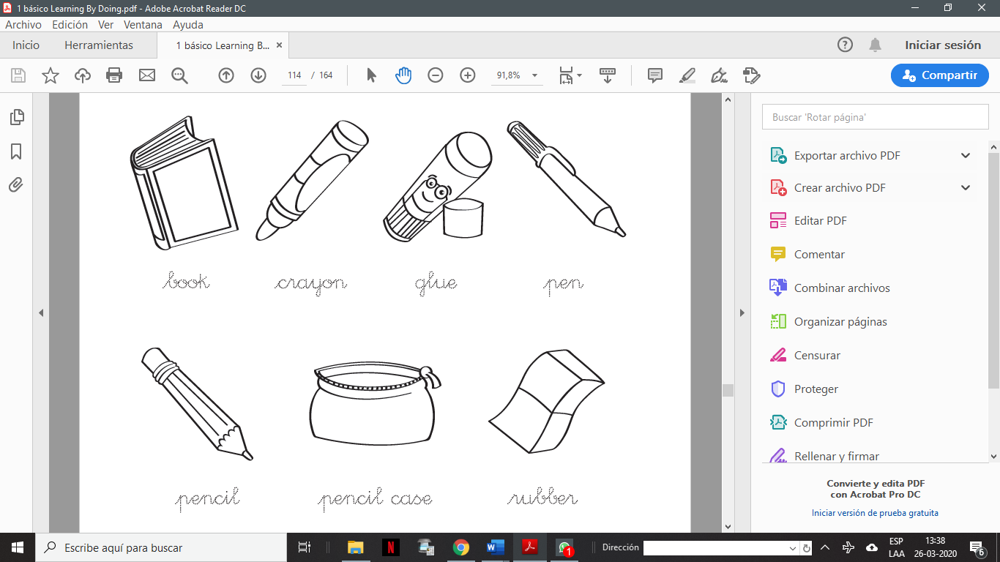 1 básico Learning By Doing.pdf - Adobe Acrobat Reader DC
Archivo Edición Ver Ventana Ayuda
Inicio Herramientas 1 básico Learning B... Iniciar sesión
114 / 164 91,8% Compartir
Buscar 'Rotar página'
Exportar archivo PDF
Crear archivo PDF
Editar PDF
Comentar
Combinar archivos
Organizar páginas
Censurar
Proteger
Comprimir PDF
Rellenar y firmar
Convierte y edita PDF
con Acrobat Pro DC
Iniciar versión de prueba gratuita
book crayon glue pen
pencil pencil case rubber
Escribe aquí para buscar
N
W
1
Dirección
ESP
LAA
13:38
26-03-2020
6